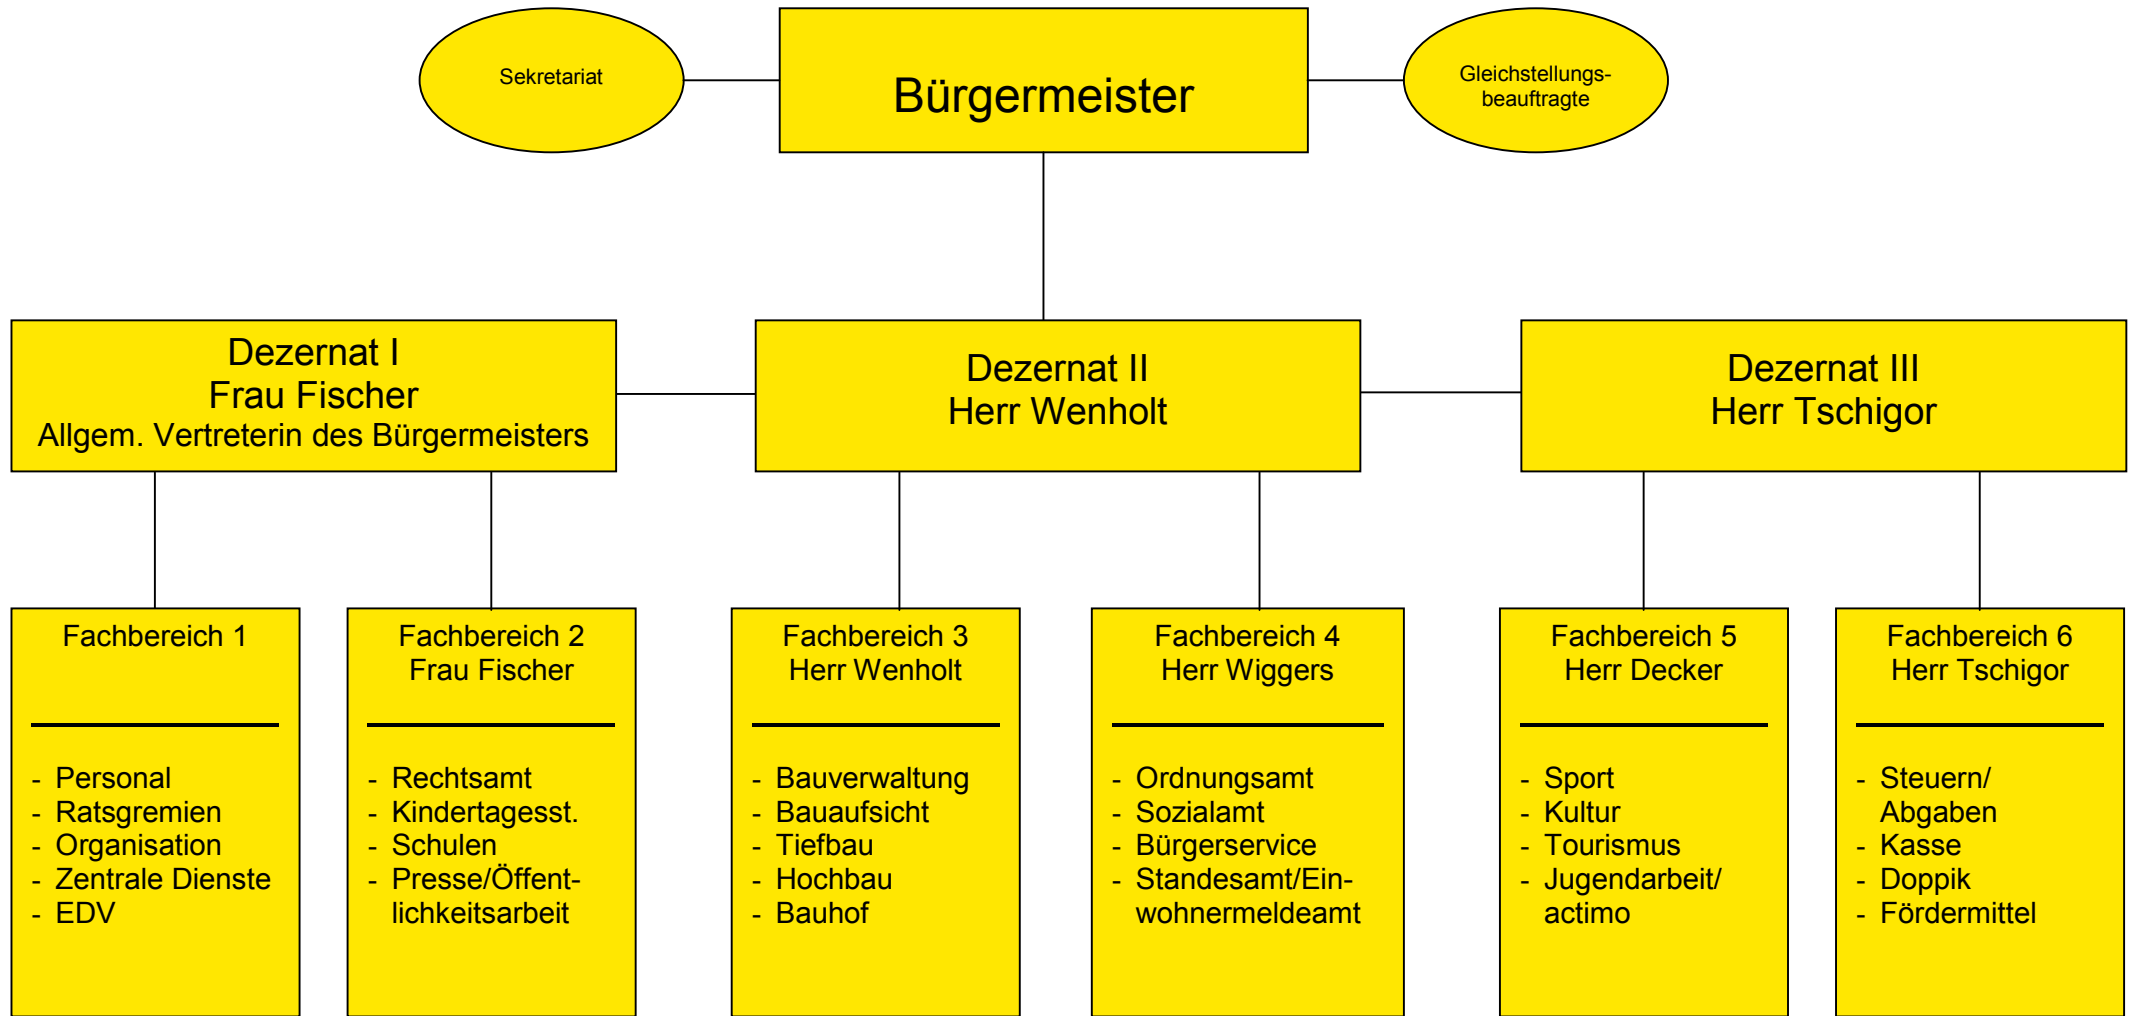 Sekretariat
Bürgermeister
Gleichstellungs-
beauftragte
Dezernat I
Frau Fischer
Allgem. Vertreterin des Bürgermeisters
Dezernat II
Herr Wenholt
Dezernat III
Herr Tschigor
Fachbereich 1
- Personal
- Ratsgremien
- Organisation
- Zentrale Dienste
- EDV
Fachbereich 2
Frau Fischer
- Rechtsamt
- Kindertagesst.
- Schulen
- Presse/Öffent-
lichkeitsarbeit
Fachbereich 3
Herr Wenholt
- Bauverwaltung
- Bauaufsicht
- Tiefbau
- Hochbau
- Bauhof
Fachbereich 4
Herr Wiggers
- Ordnungsamt
- Sozialamt
- Bürgerservice
- Standesamt/Ein-
wohnermeldeamt
Fachbereich 5
Herr Decker
- Sport
- Kultur
- Tourismus
- Jugendarbeit/
actimo
Fachbereich 6
Herr Tschigor
- Steuern/
Abgaben
- Kasse
- Doppik
- Fördermittel